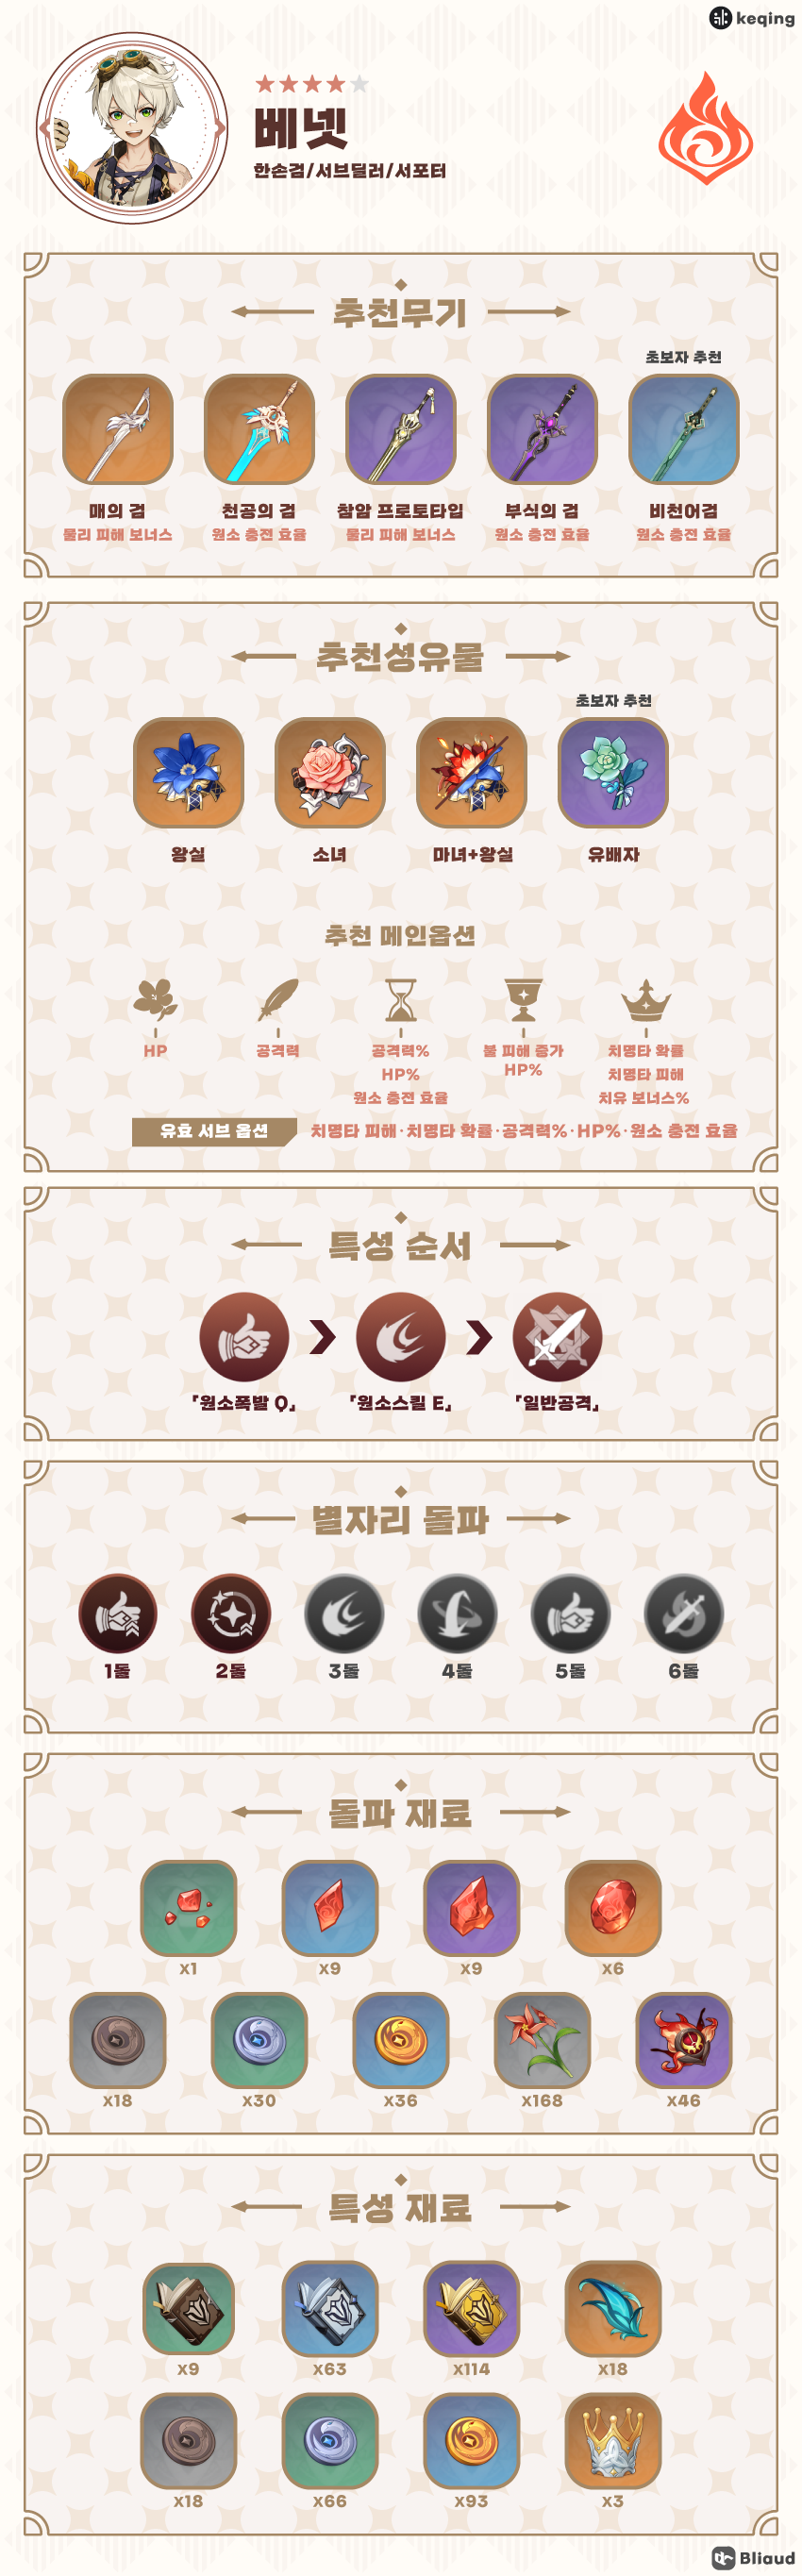 keqing
베넷
한손검/서브딜러/서포터
추천무기
초보자 추천
매의 검
천공의 검
참암 프로토타입
부식의 검
비천어검
물리 피해 보너스
원소 충전 효율
물리 피해 보너스
원소 충전 효율
원소 충전 효율
추천성유물
초보자 추천
왕실
소녀
마녀+왕실
유배자
추천 메인옵션
HP
공격력
공격력%
HP%
원소 충전 효율
불 피해 증가
HP%
치명타 확률
치명타 피해
치유 보너스%
유효 서브 옵션
치명타 피해·치명타 확률·공격력%·HP%·원소 충전 효율
특성 순서
「원소폭발 Q」
「원소스킬 E」
「일반공격」
별자리 돌파
1돌
2돌
3돌
4돌
5돌
6돌
돌파 재료
x1
x9
x9
x6
x18
x30
x36
x168
x46
특성 재료
x9
x63
x114
x18
x18
x66
x93
x3
Bliaud